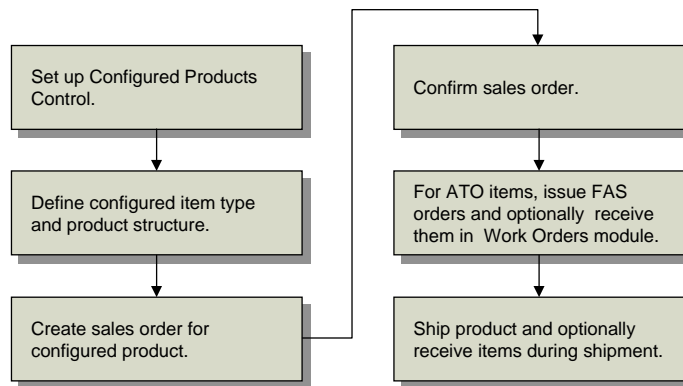 Set up Configured Products
Control.
Define configured item type
and product structure.
Create sales order for
configured product.
Confirm sales order.
For ATO items, issue FAS
orders and optionally receive
them in Work Orders module.
Ship product and optionally
receive items during shipment.